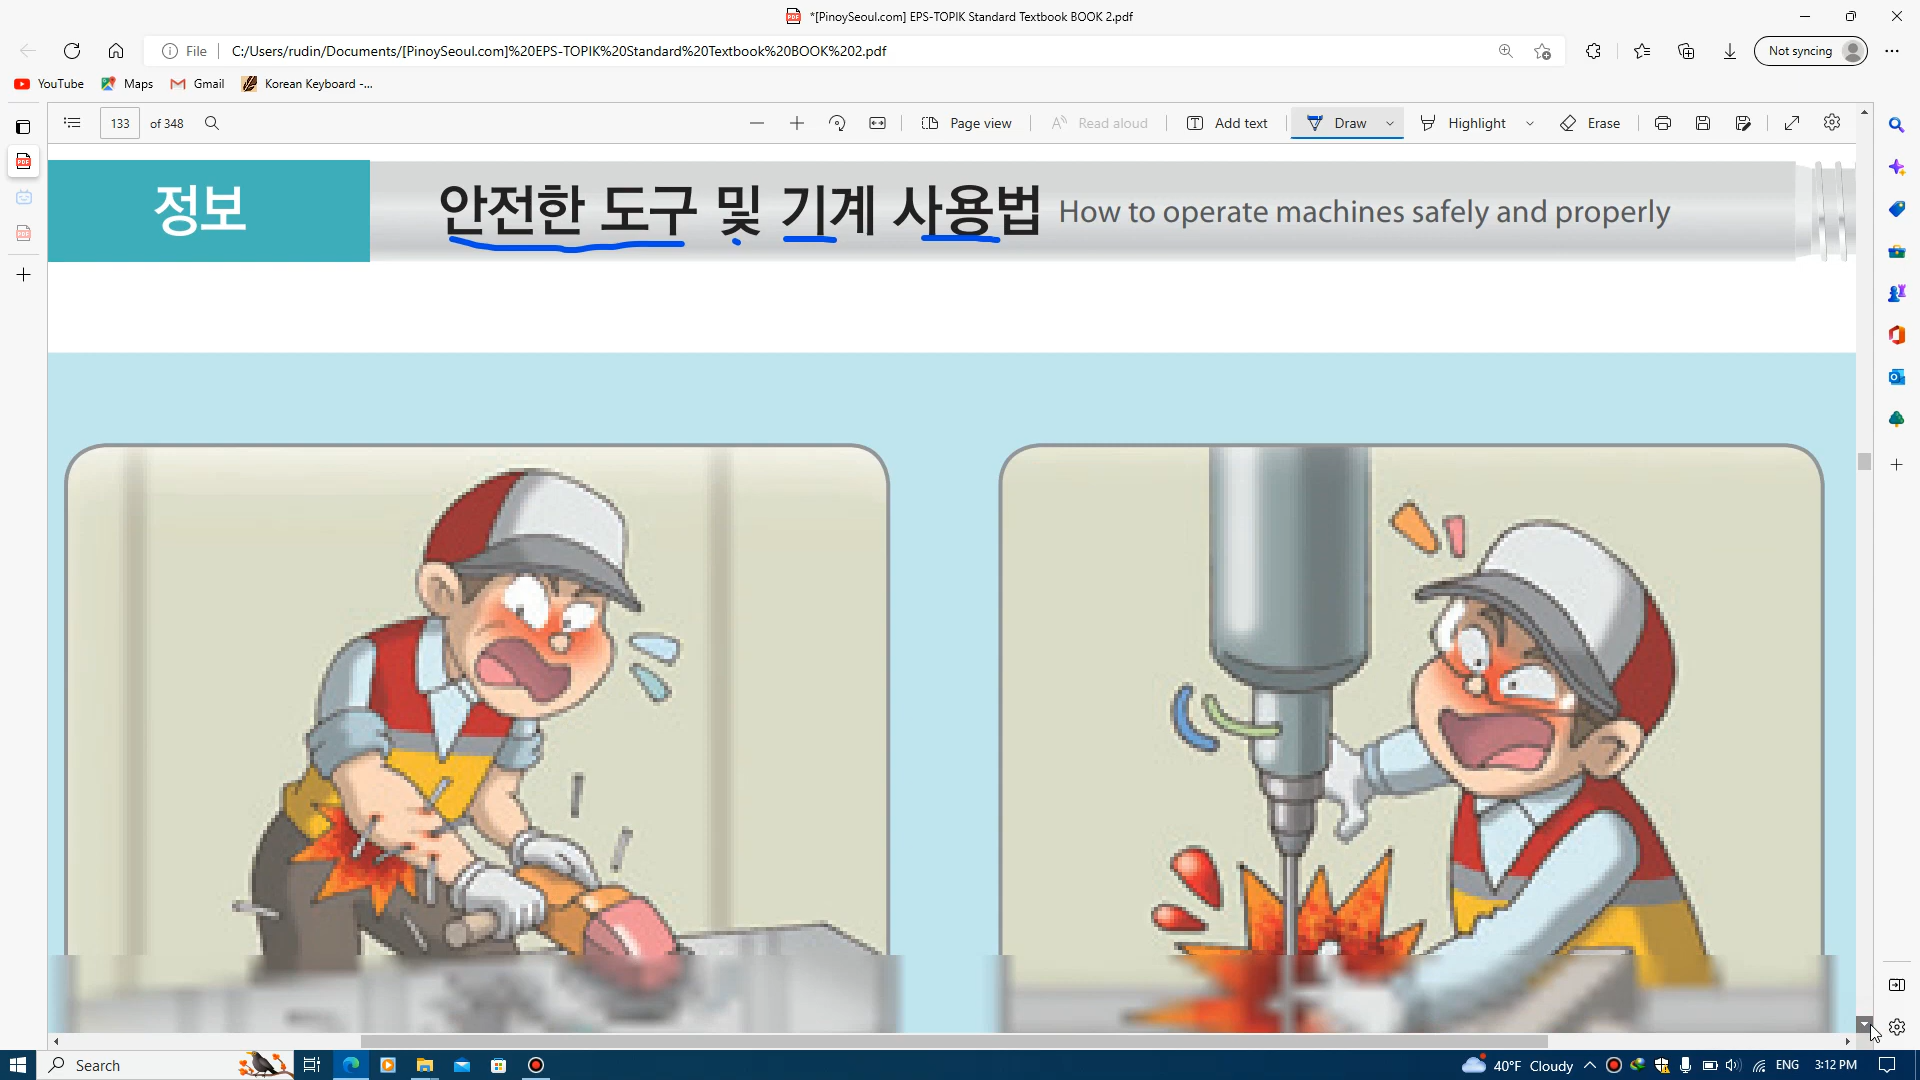 *[PinoySeoul.com] EPS-TOPIK Standard Textbook BOOK 2.pdf
File C:/Users/rudin/Documents/[PinoySeoul.com]%20EPS-TOPIK%20Standard%20Textbook%20BOOK%202.pdf Not syncing
YouTube Maps Gmail Korean Keyboard -...
133 of 348 Page view Read aloud Add text Draw Highlight Erase
정보 안전한 도구 및 기계 사용법 How to operate machines safely and properly
Search 40°F Cloudy ENG 3:12 PM